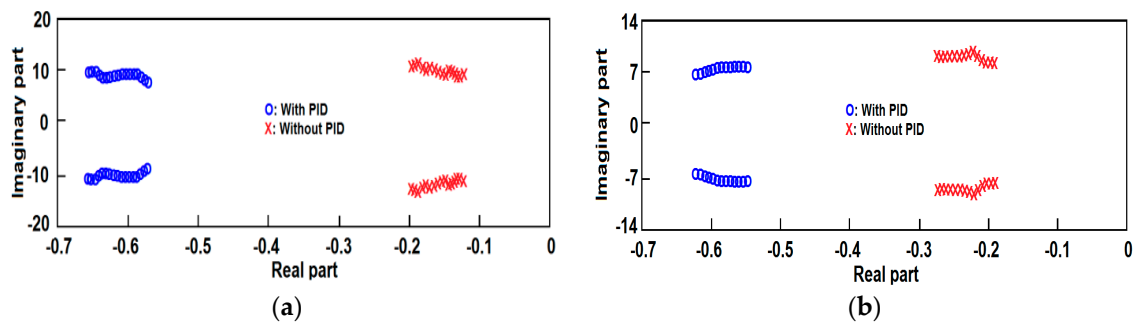 20
10
0
-10
-20
Imaginary part
O: With PID
X: Without PID
-0.7 -0.6 -0.5 -0.4 -0.3 -0.2 -0.1 0
Real part
(a)
14
7
0
-7
-14
Imaginary part
O: With PID
X: Without PID
-0.7 -0.6 -0.5 -0.4 -0.3 -0.2 -0.1 0
Real part
(b)